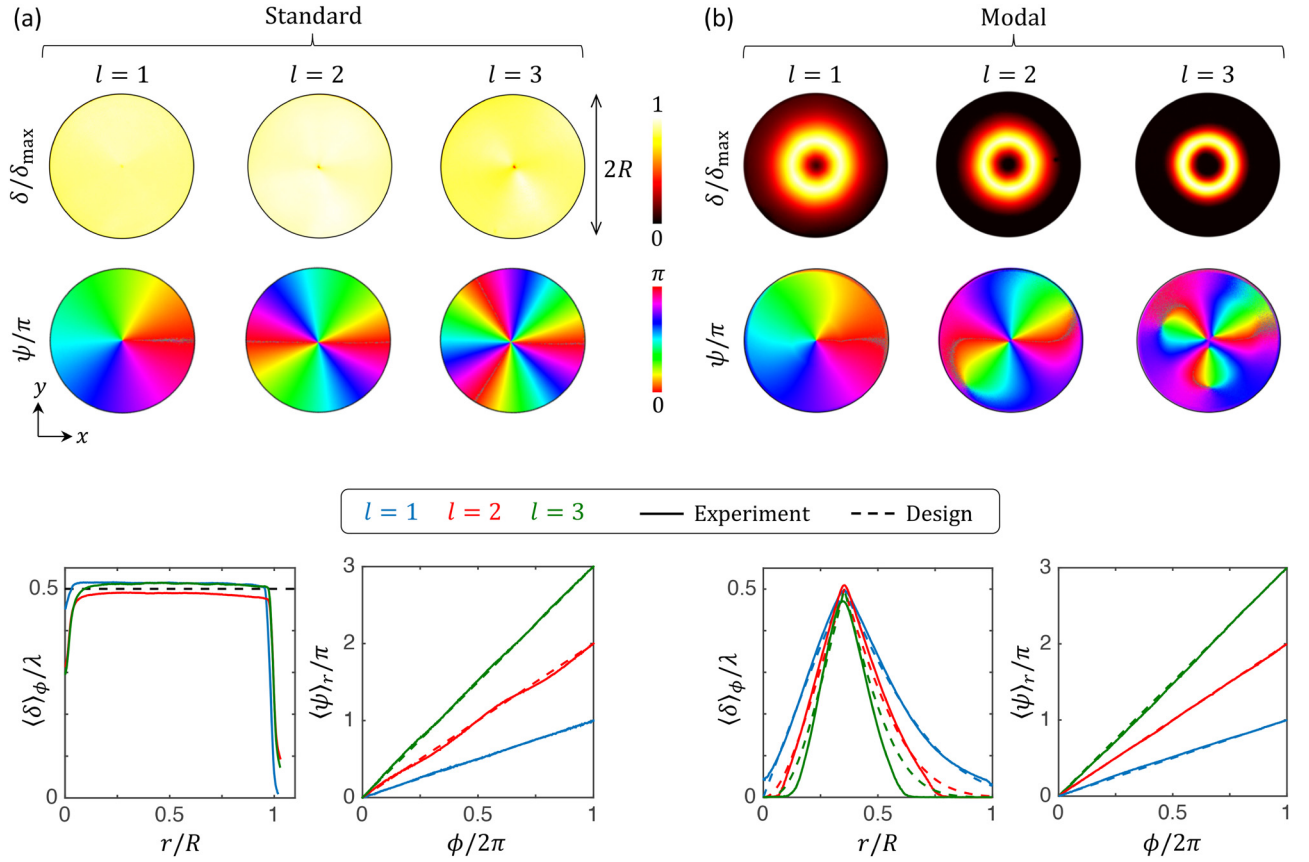 (a) Standard
l = 1 l = 2 l = 3
δ/δmax
2R
1
0
ψ/π
π
0
y
x
(b) Modal
l = 1 l = 2 l = 3
δ/δmax
ψ/π
l = 1 l = 2 l = 3 Experiment Design
⟨δ⟩ϕ/λ
0.5
0
0 0.5 1
r/R
⟨ψ⟩r/π
3
2
1
0
0 0.5 1
ϕ/2π
⟨δ⟩ϕ/λ
0.5
0
0 0.5 1
r/R
⟨ψ⟩r/π
3
2
1
0
0 0.5 1
ϕ/2π